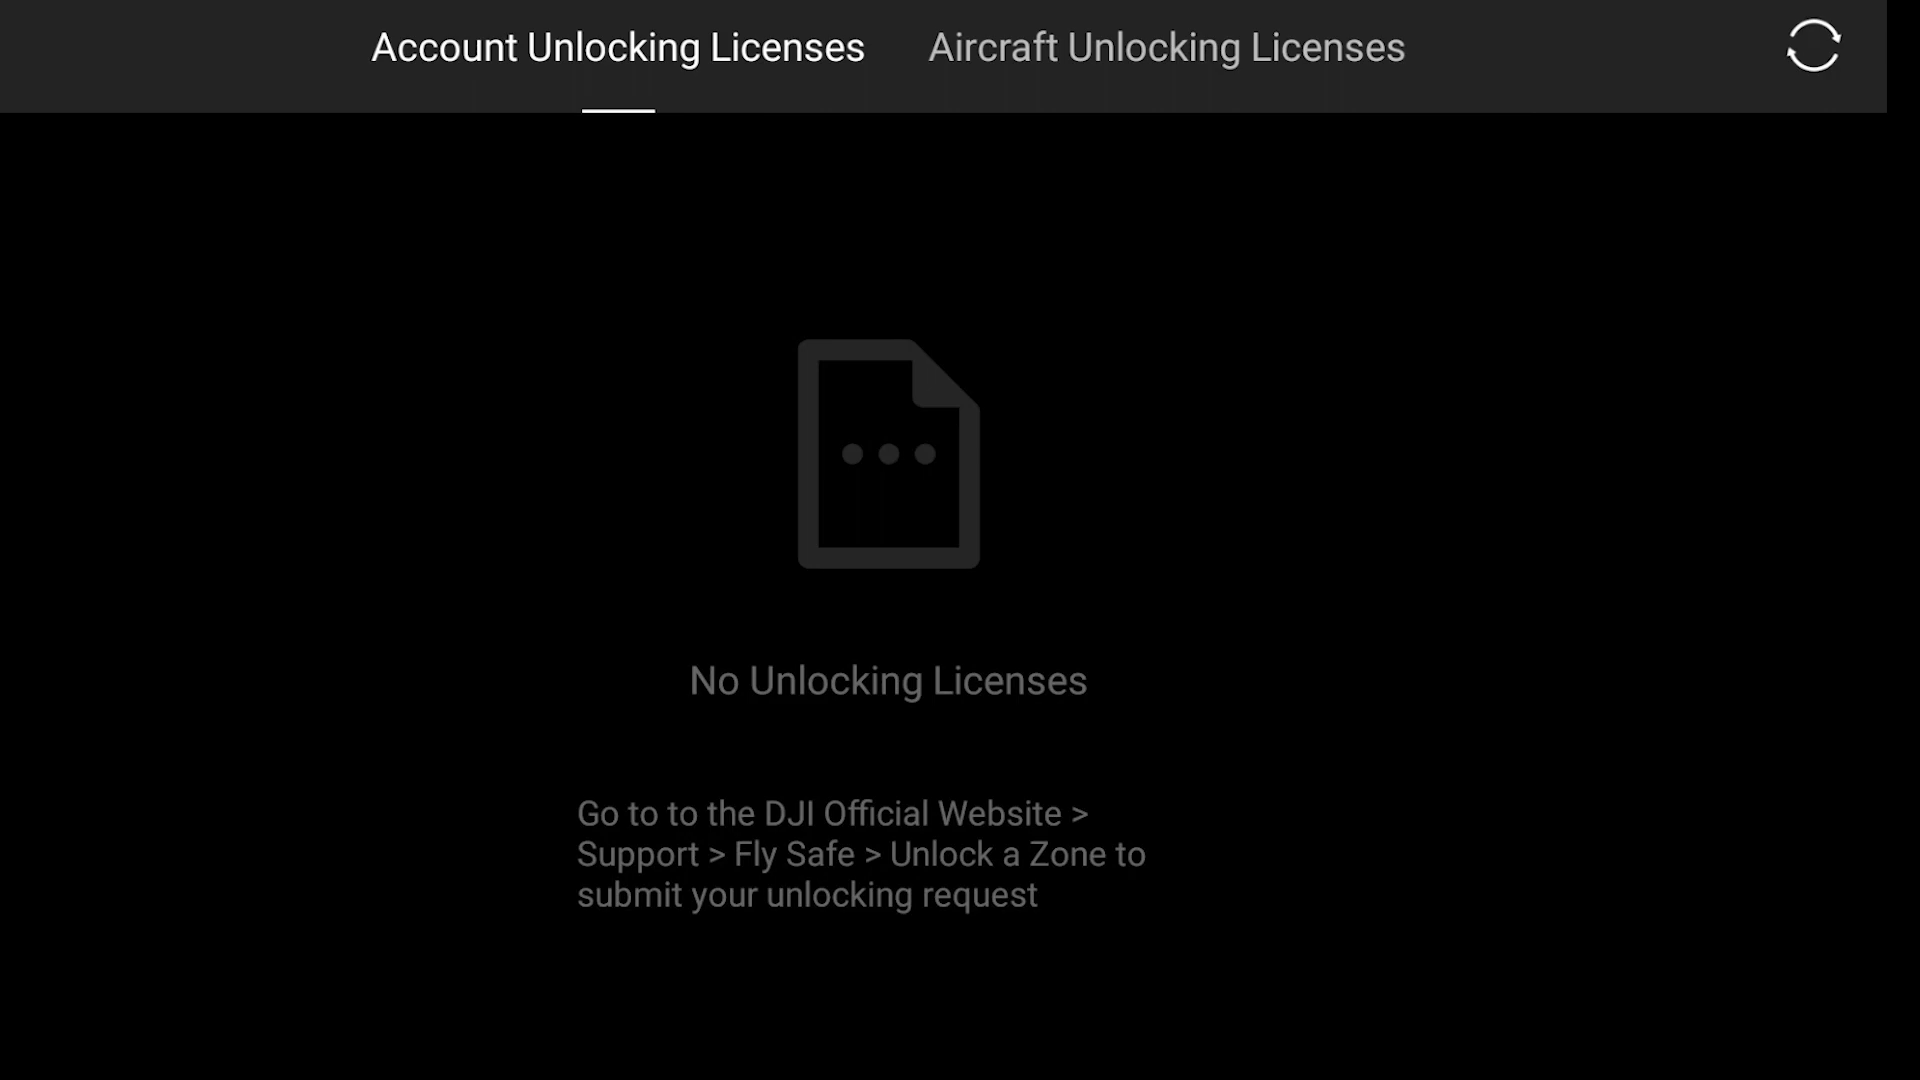 Account Unlocking Licenses
Aircraft Unlocking Licenses
No Unlocking Licenses
Go to to the DJI Official Website >
Support > Fly Safe > Unlock a Zone to
submit your unlocking request